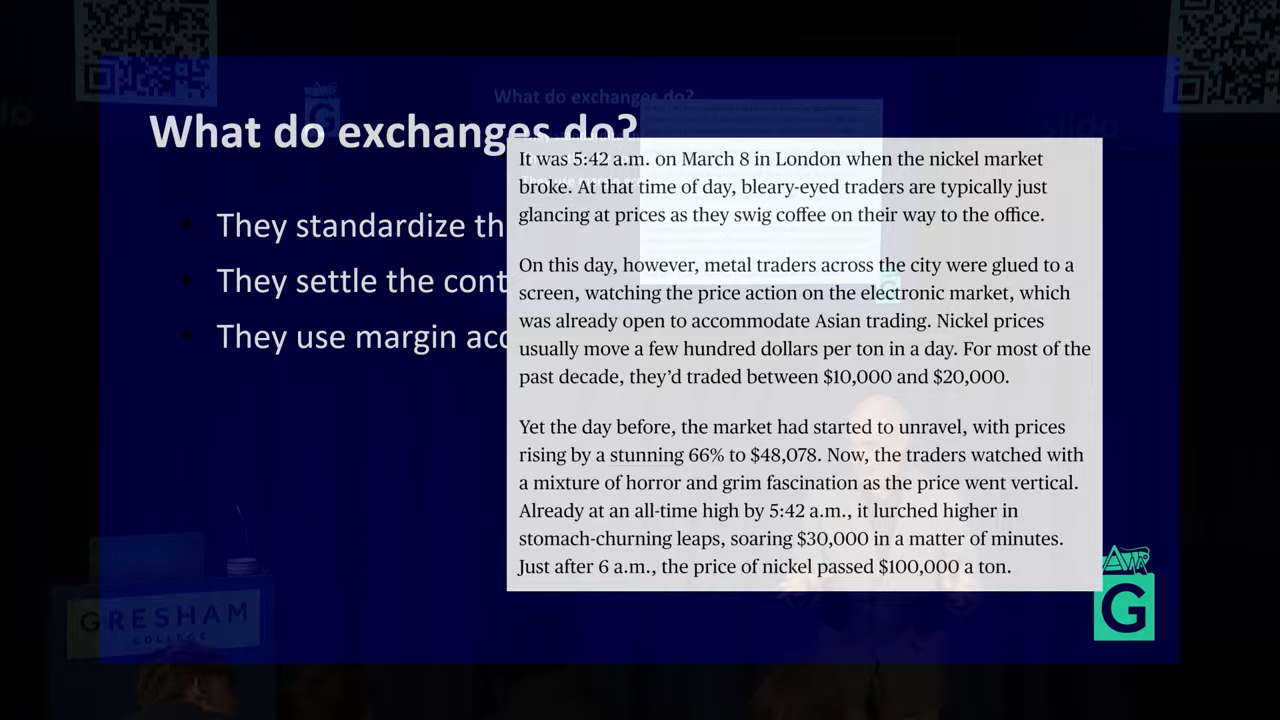 What do exchanges do?
They standardize th
They settle the cont
They use margin acc
It was 5:42 a.m. on March 8 in London when the nickel market
broke. At that time of day, bleary-eyed traders are typically just
glancing at prices as they swig coffee on their way to the office.
On this day, however, metal traders across the city were glued to a
screen, watching the price action on the electronic market, which
was already open to accommodate Asian trading. Nickel prices
usually move a few hundred dollars per ton in a day. For most of the
past decade, they’d traded between $10,000 and $20,000.
Yet the day before, the market had started to unravel, with prices
rising by a stunning 66% to $48,078. Now, the traders watched with
a mixture of horror and grim fascination as the price went vertical.
Already at an all-time high by 5:42 a.m., it lurched higher in
stomach-churning leaps, soaring $30,000 in a matter of minutes.
Just after 6 a.m., the price of nickel passed $100,000 a ton.
What do exchanges do?
slido
GRESHAM
COLLEGE
G